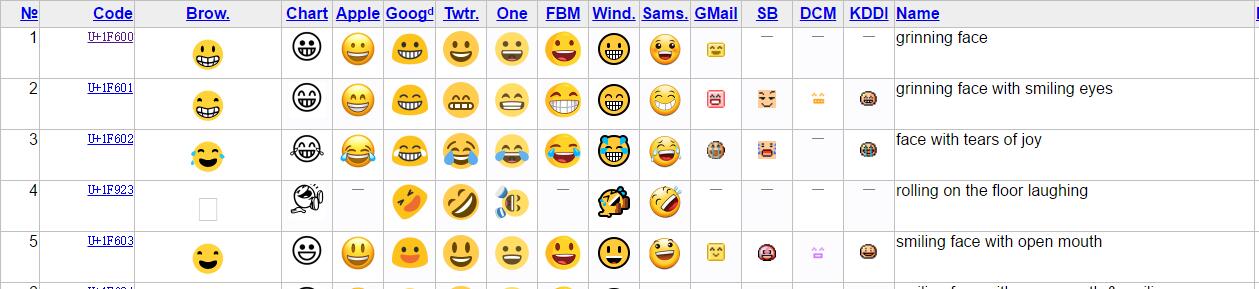 № Code Brow. Chart Apple Googᵈ Twtr. One FBM Wind. Sams. GMail SB DCM KDDI Name
1 U+1F600 — — — grinning face
2 U+1F601 grinning face with smiling eyes
3 U+1F602 — face with tears of joy
4 U+1F923 — — — — — — rolling on the floor laughing
5 U+1F603 smiling face with open mouth